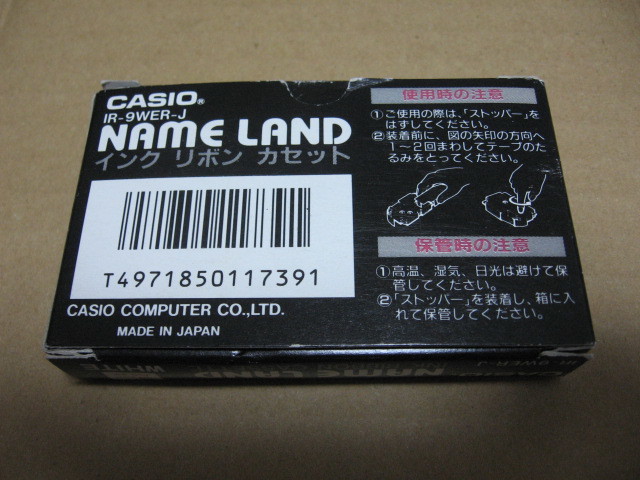 CASIO®
IR-9WER-J
NAME LAND
インク リボン カセット
T4971850117391
CASIO COMPUTER CO.,LTD.
MADE IN JAPAN
使用時の注意
①ご使用の際は、「ストッパー」を
はずしてください。
②装着前に、図の矢印の方向へ
1〜2回まわしてテープのた
るみをとってください。
保管時の注意
①高温、湿気、日光は避けて保
管してください。
②「ストッパー」を装着し、箱に入
れて保管してください。
WHITE
NAME LAND
CASIO
IR-9WER-J